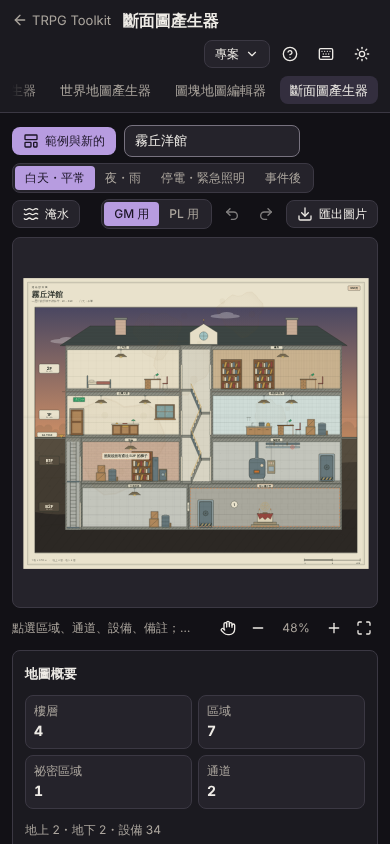 TRPG Toolkit 斷面圖產生器
專案
生器 世界地圖產生器 圖塊地圖編輯器 斷面圖產生器
範例與新的 霧丘洋館
白天・平常 夜・雨 停電・緊急照明 事件後
淹水 GM 用 PL 用 匯出圖片
霧丘洋館
點選區域、通道、設備、備註；... 48%
地圖概要
樓層 區域
4 7
祕密區域 通道
1 2
地上 2・地下 2・設備 34